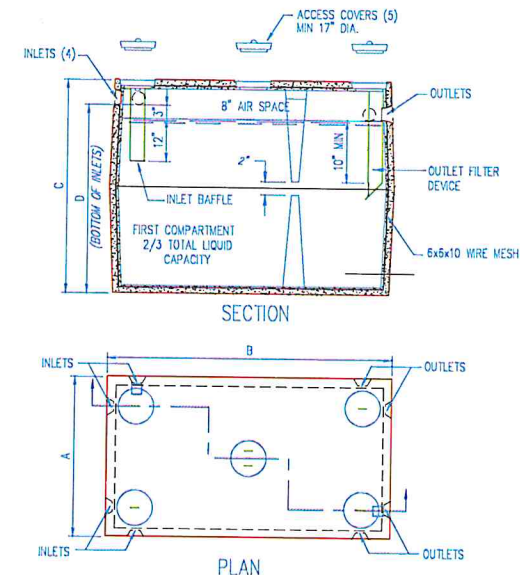 ACCESS COVERS (5)
MIN 17" DIA.
INLETS (4)
OUTLETS
8" AIR SPACE
3"
12"
10" MIN
2"
C
D
(BOTTOM OF INLETS)
INLET BAFFLE
OUTLET FILTER
DEVICE
FIRST COMPARTMENT
2/3 TOTAL LIQUID
CAPACITY
6x6x10 WIRE MESH
SECTION
B
INLETS
OUTLETS
A
INLETS
OUTLETS
PLAN